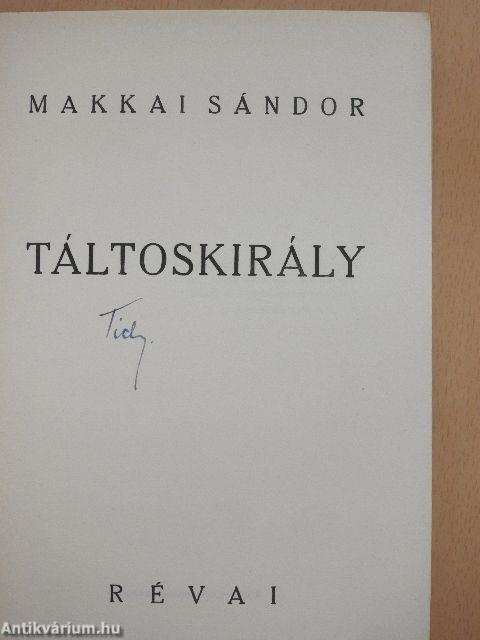 MAKKAI SÁNDOR
TÁLTOSKIRÁLY
RÉVAI
Antikvárium.hu